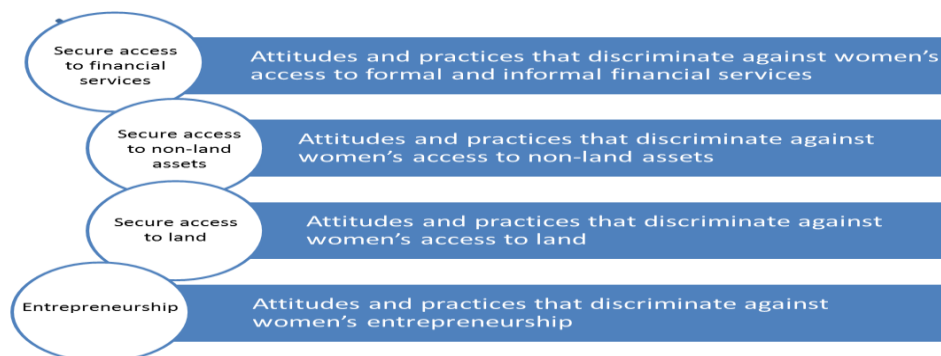 Secure access
to financial
services
Attitudes and practices that discriminate against women's
access to formal and informal financial services
Secure access
to non-land
assets
Attitudes and practices that discriminate against
women's access to non-land assets
Secure access
to land
Attitudes and practices that discriminate against
women's access to land
Entrepreneurship
Attitudes and practices that discriminate against
women's entrepreneurship